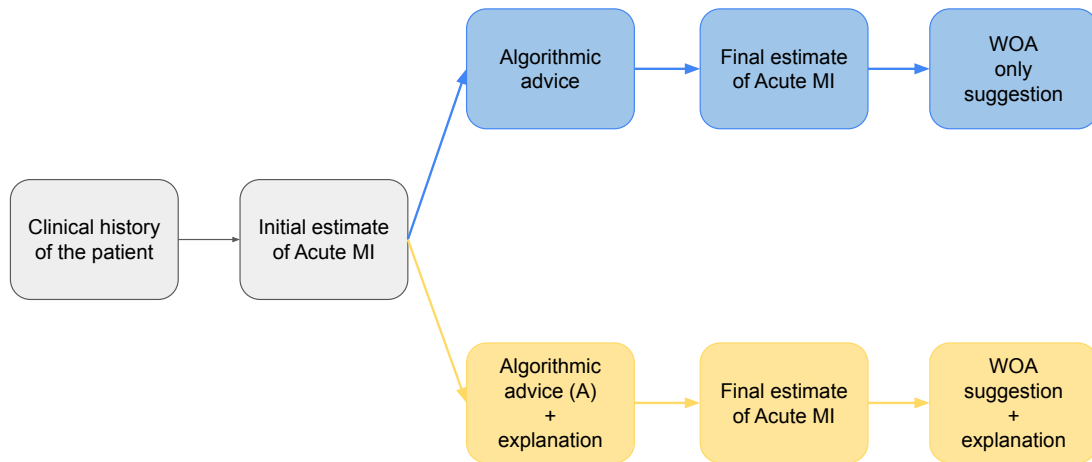 Clinical history
of the patient
Initial estimate
of Acute MI
Algorithmic
advice
Final estimate
of Acute MI
WOA
only
suggestion
Algorithmic
advice (A)
+
explanation
Final estimate
of Acute MI
WOA
suggestion
+
explanation